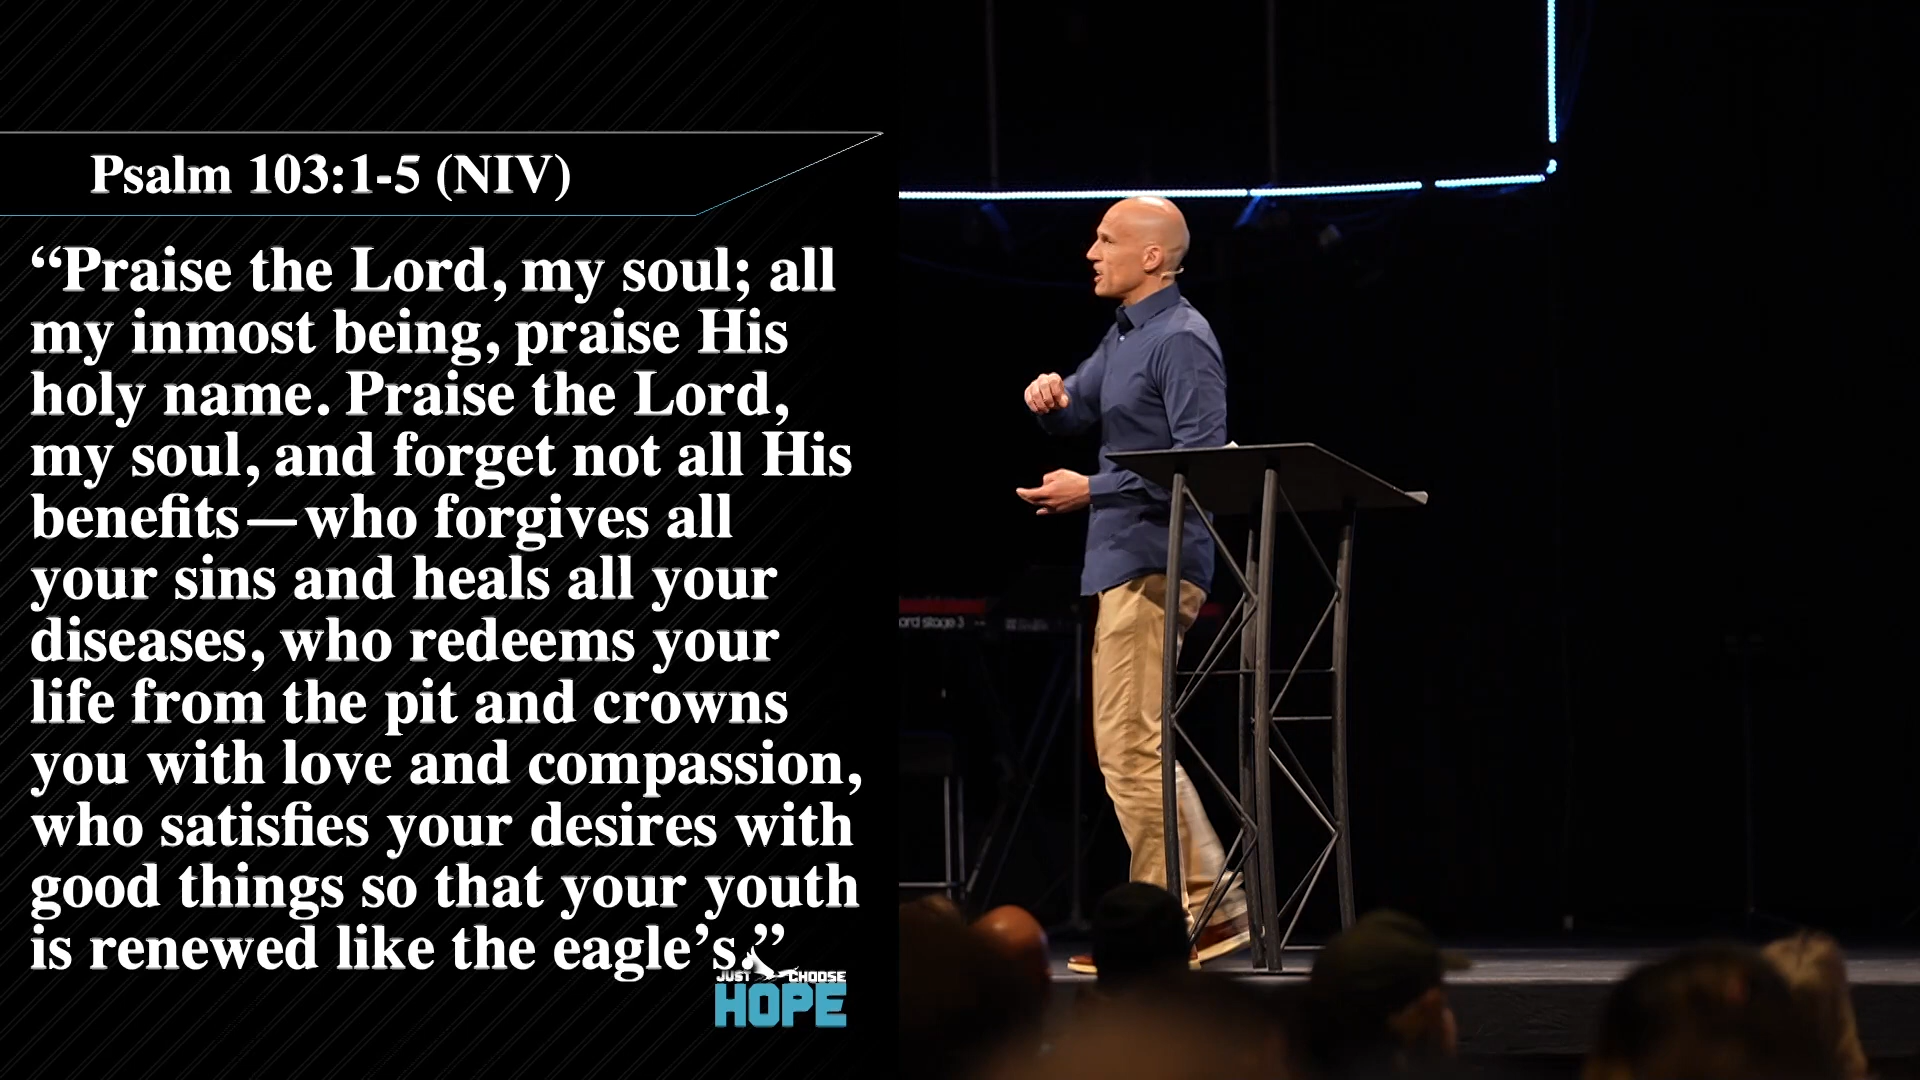 Psalm 103:1-5 (NIV)
“Praise the Lord, my soul; all
my inmost being, praise His
holy name. Praise the Lord,
my soul, and forget not all His
benefits—who forgives all
your sins and heals all your
diseases, who redeems your
life from the pit and crowns
you with love and compassion,
who satisfies your desires with
good things so that your youth
is renewed like the eagle’s.”
JUST CHOOSE
HOPE
ord stage 3